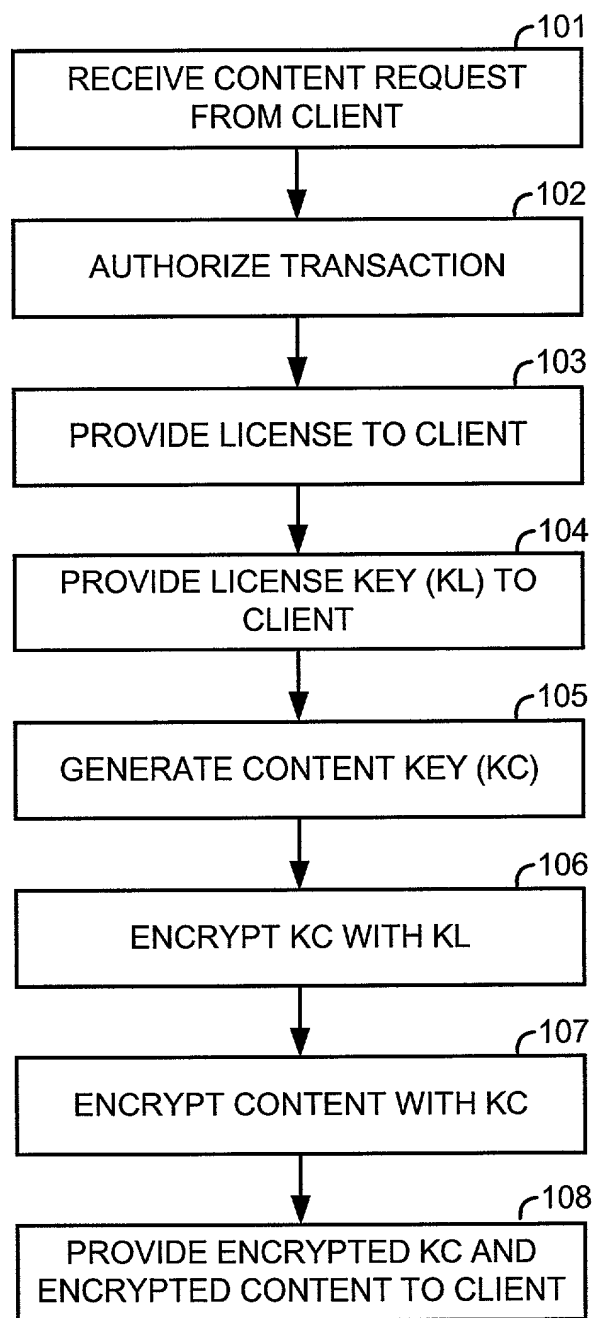 101
RECEIVE CONTENT REQUEST
FROM CLIENT
102
AUTHORIZE TRANSACTION
103
PROVIDE LICENSE TO CLIENT
104
PROVIDE LICENSE KEY (KL) TO
CLIENT
105
GENERATE CONTENT KEY (KC)
106
ENCRYPT KC WITH KL
107
ENCRYPT CONTENT WITH KC
108
PROVIDE ENCRYPTED KC AND
ENCRYPTED CONTENT TO CLIENT